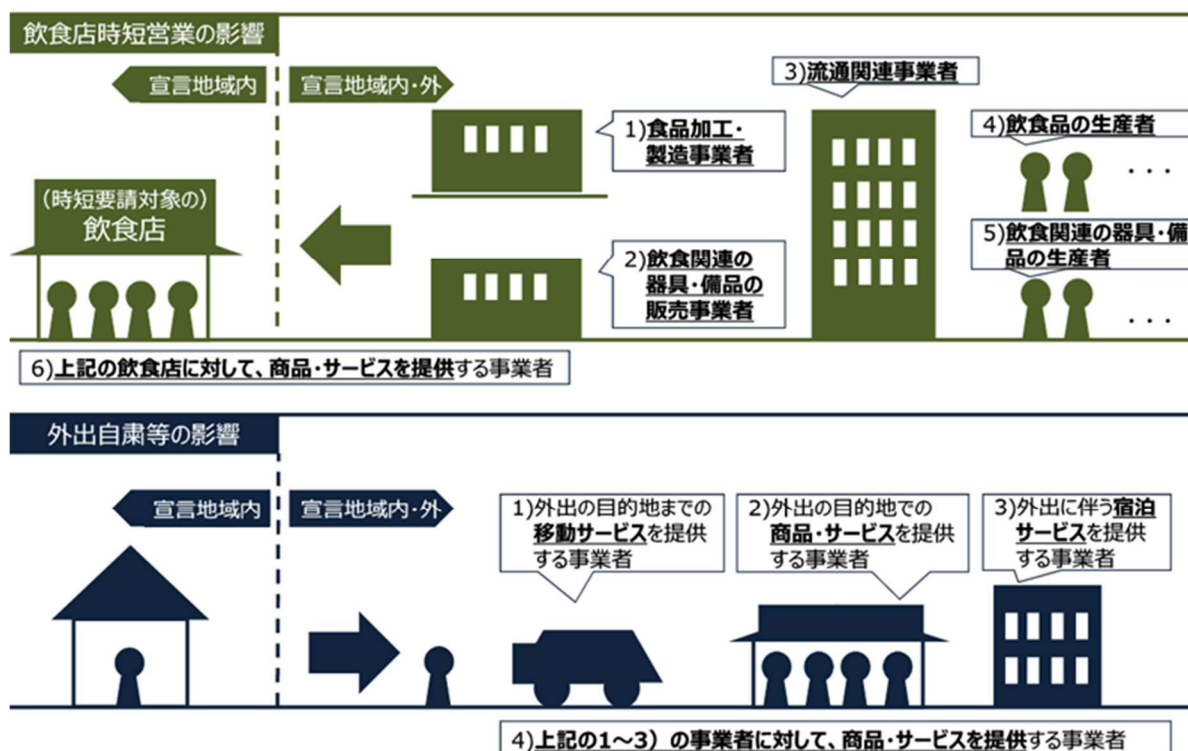 飲食店時短営業の影響
宣言地域内
宣言地域内・外
3)流通関連事業者
1)食品加工・
製造事業者
4)飲食品の生産者
・・・
(時短要請対象の)
飲食店
2)飲食関連の
器具・備品の
販売事業者
5)飲食関連の器具・備
品の生産者
・・・
6)上記の飲食店に対して、商品・サービスを提供する事業者
外出自粛等の影響
宣言地域内
宣言地域内・外
1)外出の目的地までの
移動サービスを提供
する事業者
2)外出の目的地での
商品・サービスを提供
する事業者
3)外出に伴う宿泊
サービスを提供
する事業者
4)上記の1～3）の事業者に対して、商品・サービスを提供する事業者